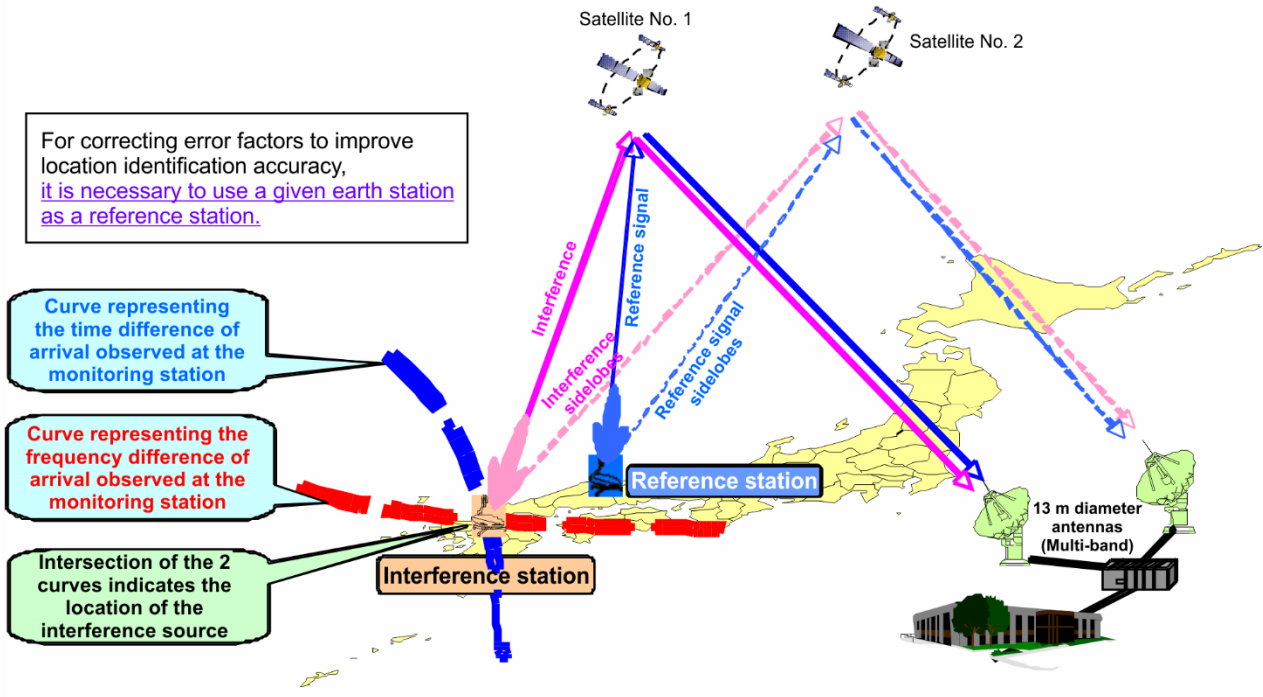 Satellite No. 1
Satellite No. 2
For correcting error factors to improve
location identification accuracy,
it is necessary to use a given earth station
as a reference station.
Interference
Reference signal
Interference
sidelobes
Reference signal
sidelobes
Curve representing
the time difference of
arrival observed at the
monitoring station
Curve representing the
frequency difference of
arrival observed at the
monitoring station
Reference station
13 m diameter
antennas
(Multi-band)
Intersection of the 2
curves indicates the
location of the
interference source
Interference station